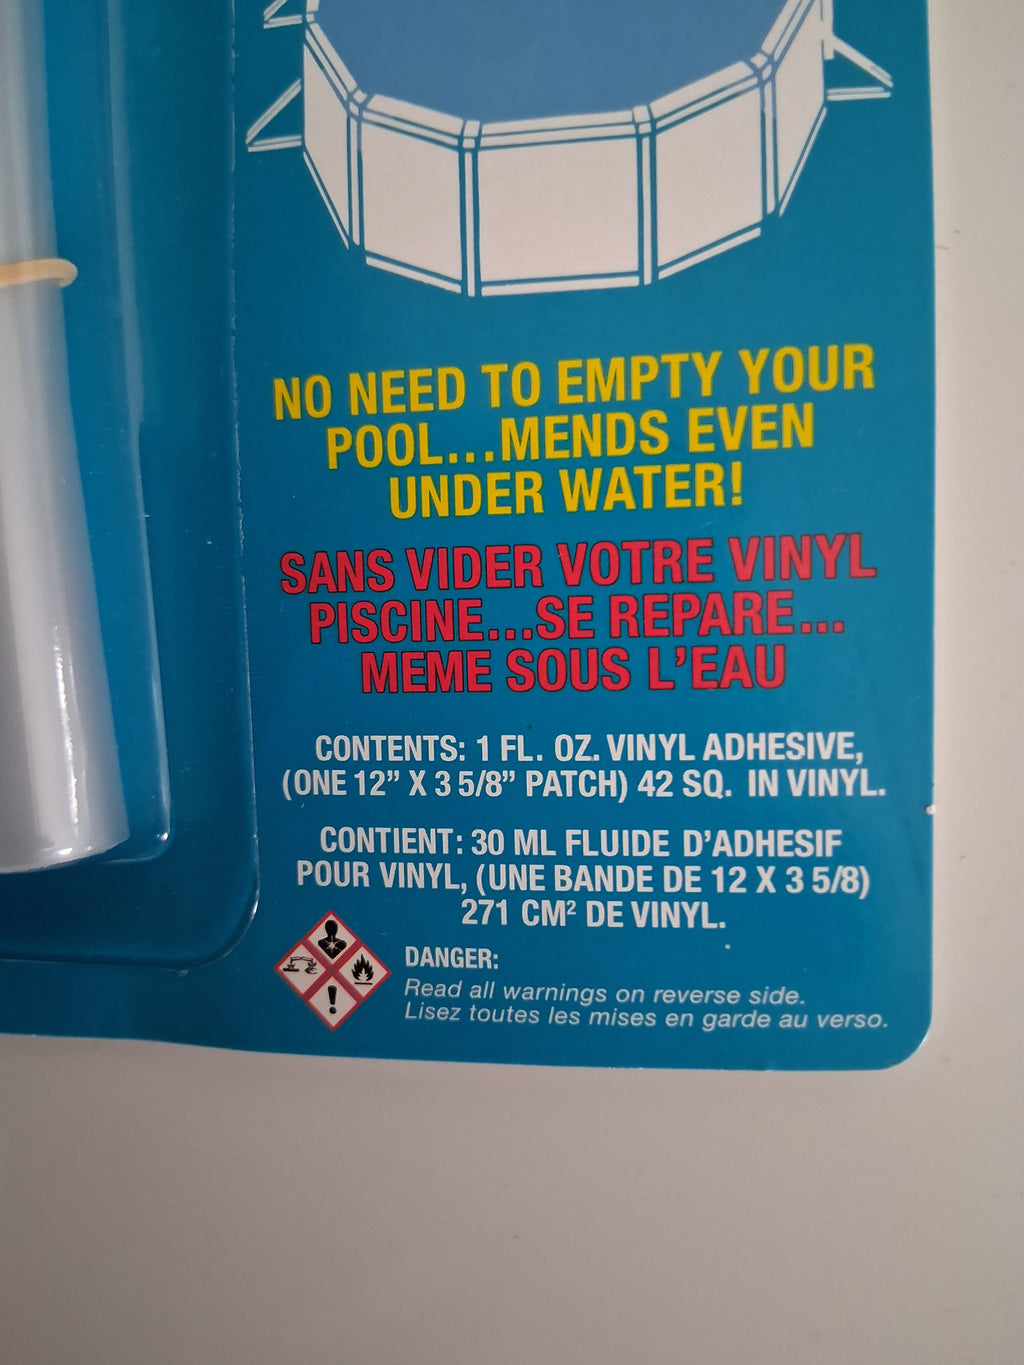 NO NEED TO EMPTY YOUR
POOL...MENDS EVEN
UNDER WATER!
SANS VIDER VOTRE VINYL
PISCINE...SE REPARE...
MEME SOUS L'EAU
CONTENTS: 1 FL. OZ. VINYL ADHESIVE,
(ONE 12” X 3 5/8” PATCH) 42 SQ. IN VINYL.
CONTIENT: 30 ML FLUIDE D'ADHESIF
POUR VINYL, (UNE BANDE DE 12 X 3 5/8)
271 CM² DE VINYL.
DANGER:
Read all warnings on reverse side.
Lisez toutes les mises en garde au verso.